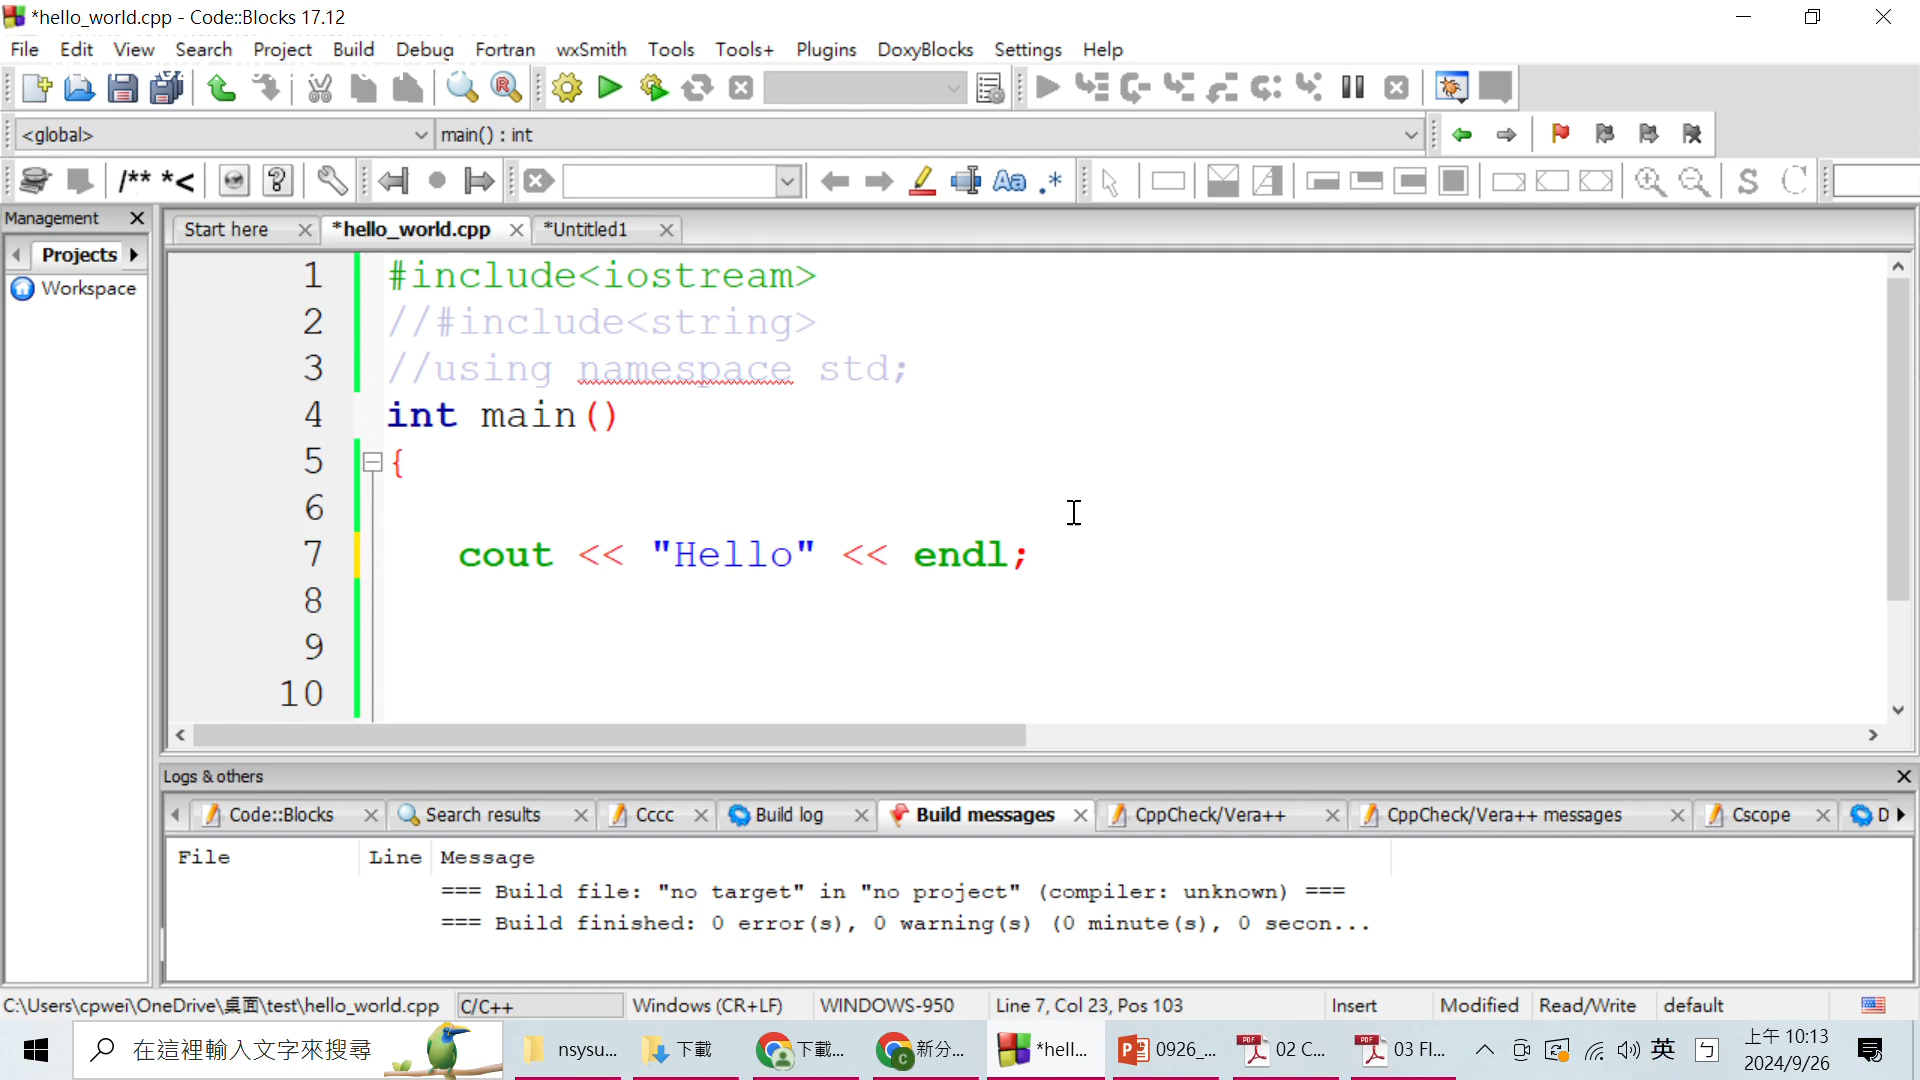 *hello_world.cpp - Code::Blocks 17.12
File Edit View Search Project Build Debug Fortran wxSmith Tools Tools+ Plugins DoxyBlocks Settings Help
<global> main() : int
/** *<
Management
Start here *hello_world.cpp *Untitled1
Projects
Workspace
1 #include<iostream>
2 //#include<string>
3 //using namespace std;
4 int main()
5 {
6
7 cout << "Hello" << endl;
8
9
10
Logs & others
Code::Blocks Search results Cccc Build log Build messages CppCheck/Vera++ CppCheck/Vera++ messages Cscope D
File Line Message
=== Build file: "no target" in "no project" (compiler: unknown) ===
=== Build finished: 0 error(s), 0 warning(s) (0 minute(s), 0 secon...
C:\Users\cpwei\OneDrive\桌面\test\hello_world.cpp C/C++ Windows (CR+LF) WINDOWS-950 Line 7, Col 23, Pos 103 Insert Modified Read/Write default
在這裡輸入文字來搜尋 nsysu... 下載 下載... 新分... *hell... 0926_... 02 C... 03 Fl... 英 上午 10:13
2024/9/26